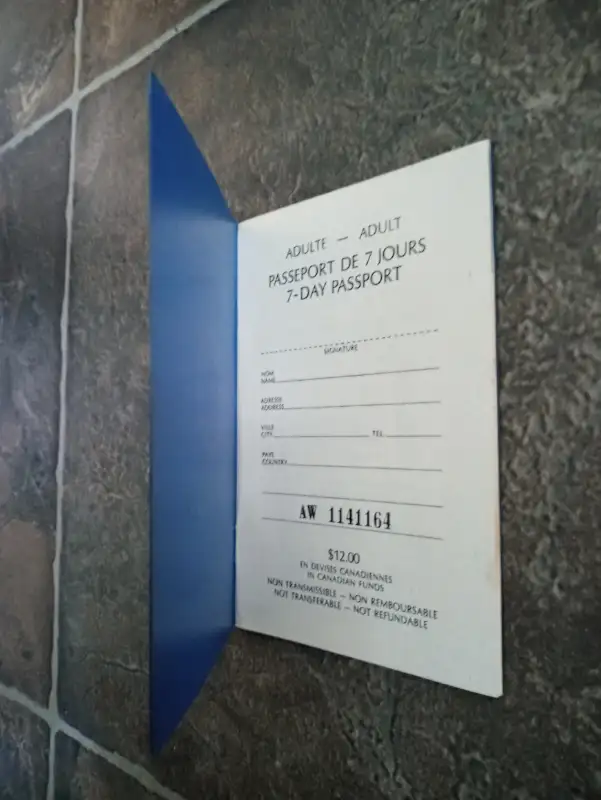 ADULTE — ADULT
PASSEPORT DE 7 JOURS
7-DAY PASSPORT
SIGNATURE
NOM
NAME
ADRESSE
ADDRESS
VILLE
CITY TEL.
PAYS
COUNTRY
AW 1141164
$12.00
EN DEVISES CANADIENNES
IN CANADIAN FUNDS
NON TRANSMISSIBLE — NON REMBOURSABLE
NOT TRANSFERABLE — NOT REFUNDABLE